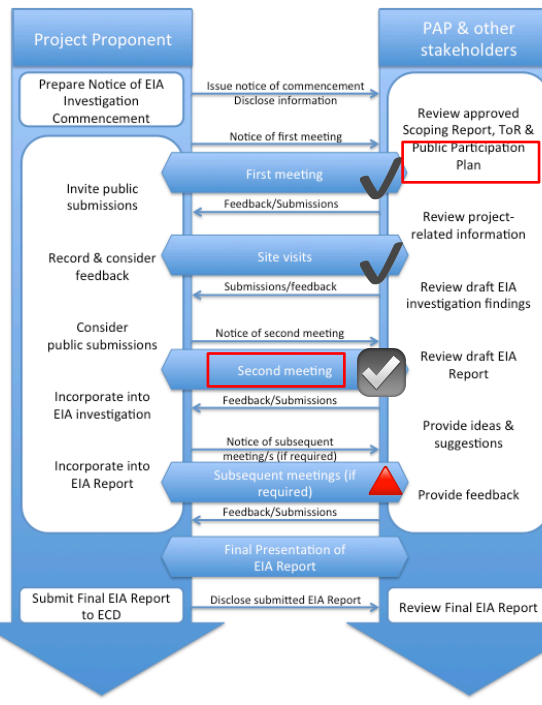 Project Proponent
PAP & other
stakeholders
Prepare Notice of EIA
Investigation
Commencement
Issue notice of commencement
Disclose information
Review approved
Scoping Report, ToR &
Public Participation
Plan
Notice of first meeting
First meeting
Invite public
submissions
Feedback/Submissions
Review project-
related information
Record & consider
feedback
Site visits
Submissions/feedback
Review draft EIA
investigation findings
Consider
public submissions
Notice of second meeting
Second meeting
Review draft EIA
Report
Incorporate into
EIA investigation
Feedback/Submissions
Provide ideas &
suggestions
Notice of subsequent
meeting/s (if required)
Incorporate into
EIA Report
Subsequent meetings (if
required)
Provide feedback
Feedback/Submissions
Final Presentation of
EIA Report
Submit Final EIA Report
to ECD
Disclose submitted EIA Report
Review Final EIA Report